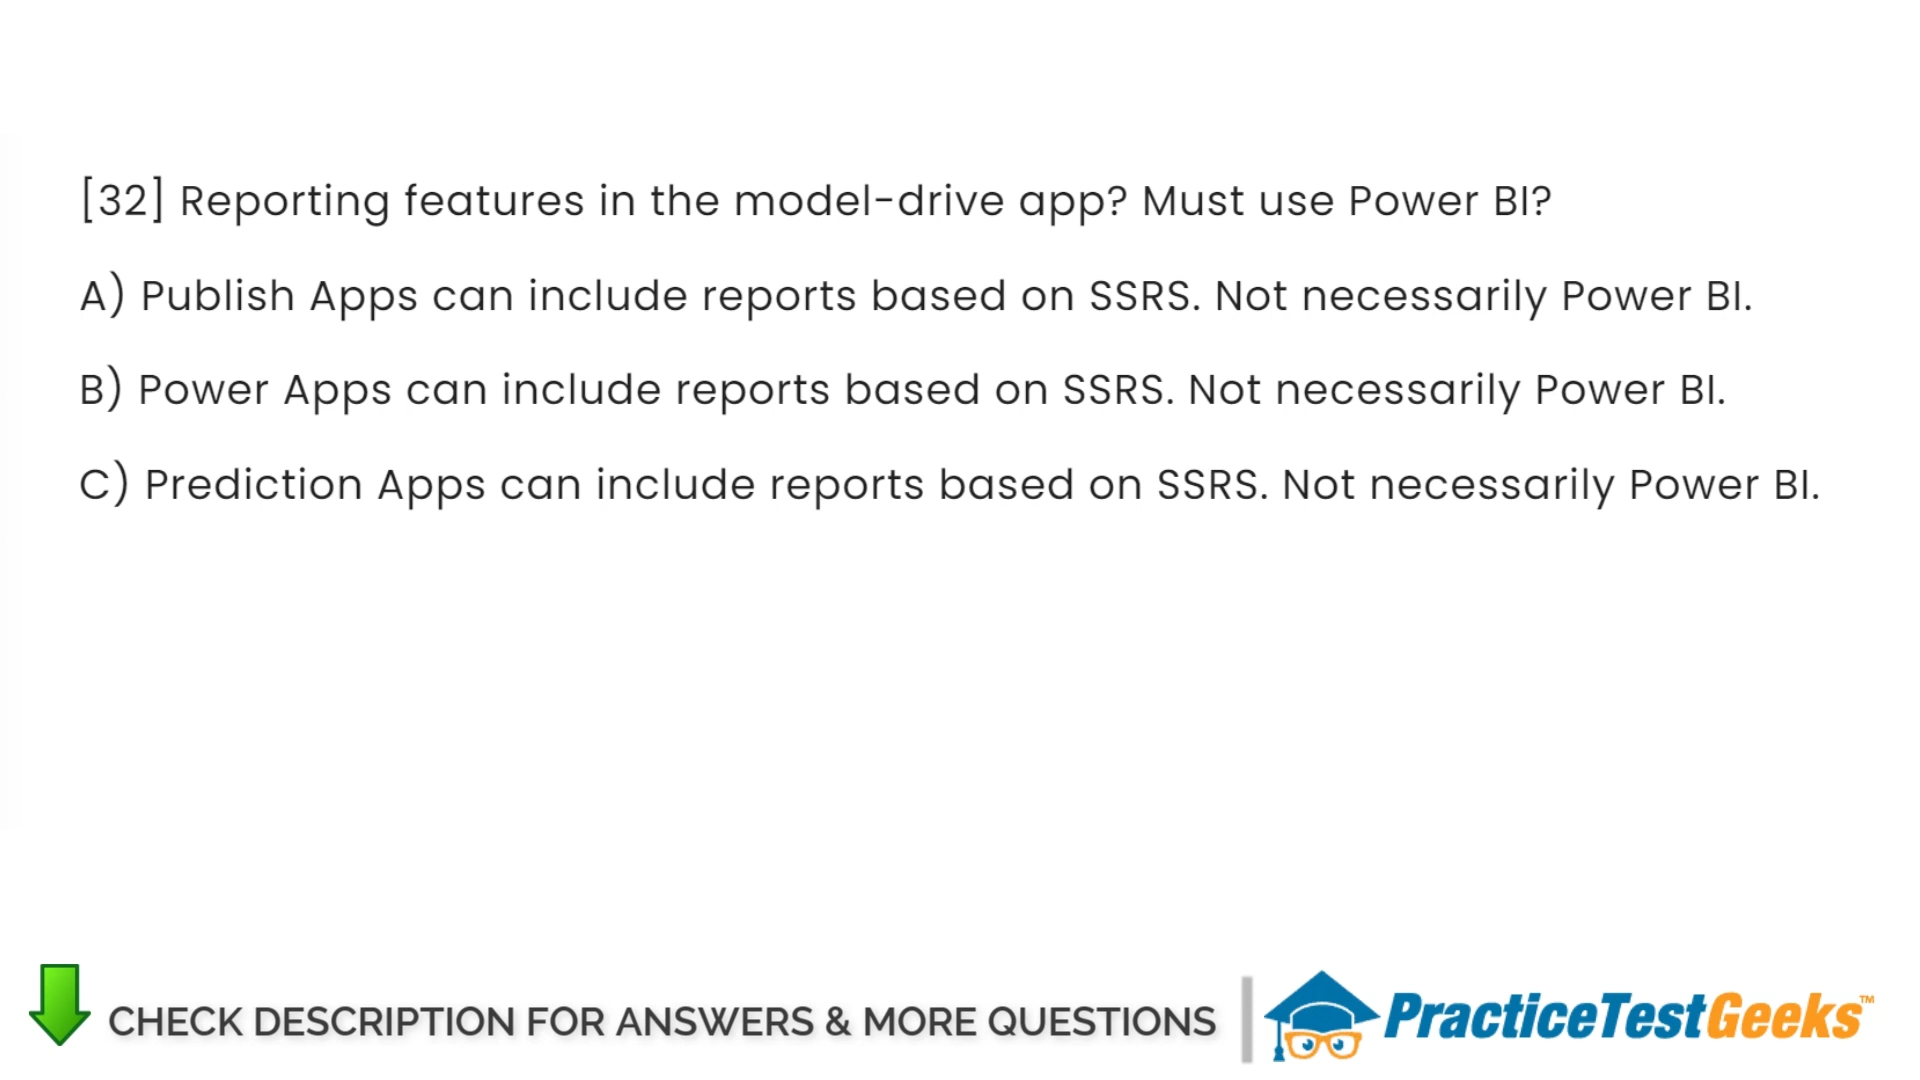 [32] Reporting features in the model-drive app? Must use Power BI?
A) Publish Apps can include reports based on SSRS. Not necessarily Power BI.
B) Power Apps can include reports based on SSRS. Not necessarily Power BI.
C) Prediction Apps can include reports based on SSRS. Not necessarily Power BI.
CHECK DESCRIPTION FOR ANSWERS & MORE QUESTIONS
PracticeTestGeeks™